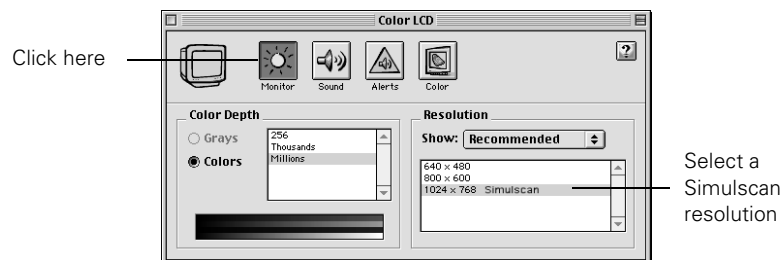 Color LCD
Click here
Monitor Sound Alerts Color
?
Color Depth
Grays
Colors
256
Thousands
Millions
Resolution
Show: Recommended
640 × 480
800 × 600
1024 × 768 Simulscan
Select a
Simulscan
resolution